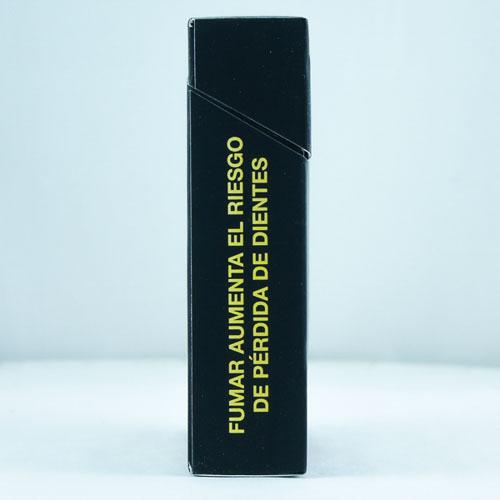 FUMAR AUMENTA EL RIESGO
DE PÉRDIDA DE DIENTES